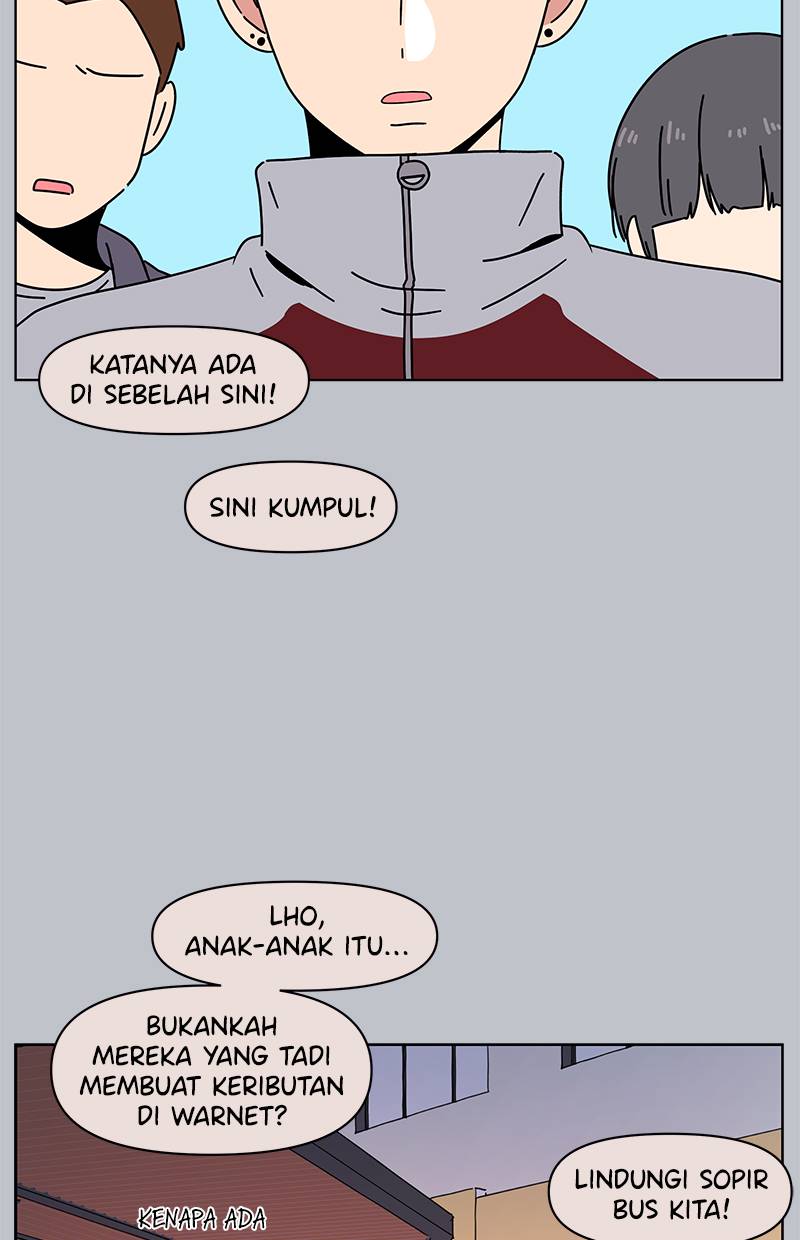 KATANYA ADA
DI SEBELAH SINI!
SINI KUMPUL!
LHO,
ANAK-ANAK ITU...
BUKANKAH
MEREKA YANG TADI
MEMBUAT KERIBUTAN
DI WARNET?
LINDUNGI SOPIR
BUS KITA!
KENAPA ADA